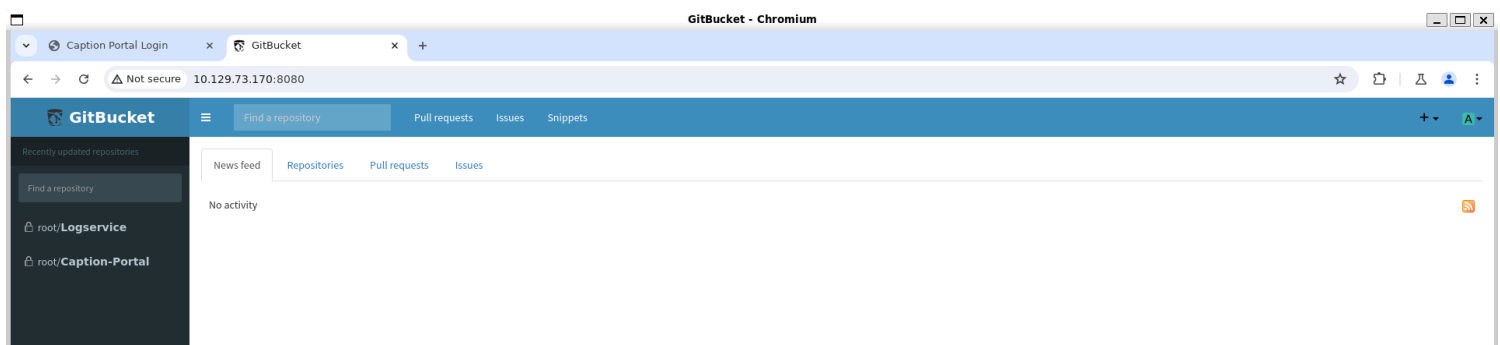 GitBucket - Chromium
Caption Portal Login
GitBucket
Not secure 10.129.73.170:8080
GitBucket
Find a repository
Pull requests
Issues
Snippets
A
Recently updated repositories
Find a repository
root/Logservice
root/Caption-Portal
News feed
Repositories
Pull requests
Issues
No activity